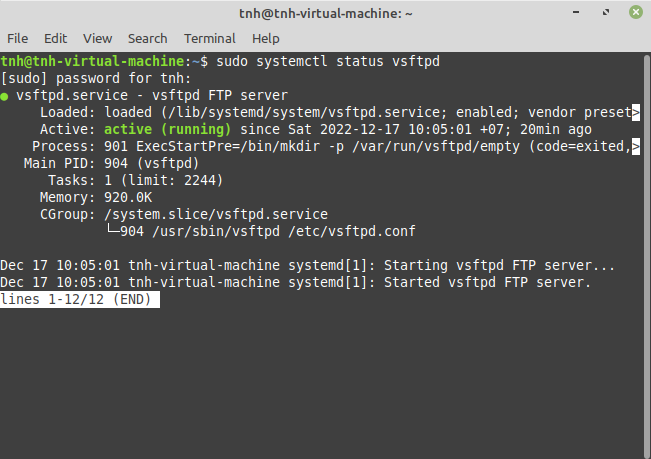 tnh@tnh-virtual-machine: ~
File Edit View Search Terminal Help
tnh@tnh-virtual-machine:~$ sudo systemctl status vsftpd
[sudo] password for tnh:
● vsftpd.service - vsftpd FTP server
     Loaded: loaded (/lib/systemd/system/vsftpd.service; enabled; vendor preset>
     Active: active (running) since Sat 2022-12-17 10:05:01 +07; 20min ago
    Process: 901 ExecStartPre=/bin/mkdir -p /var/run/vsftpd/empty (code=exited,>
   Main PID: 904 (vsftpd)
      Tasks: 1 (limit: 2244)
     Memory: 920.0K
     CGroup: /system.slice/vsftpd.service
             └─904 /usr/sbin/vsftpd /etc/vsftpd.conf
Dec 17 10:05:01 tnh-virtual-machine systemd[1]: Starting vsftpd FTP server...
Dec 17 10:05:01 tnh-virtual-machine systemd[1]: Started vsftpd FTP server.
lines 1-12/12 (END)